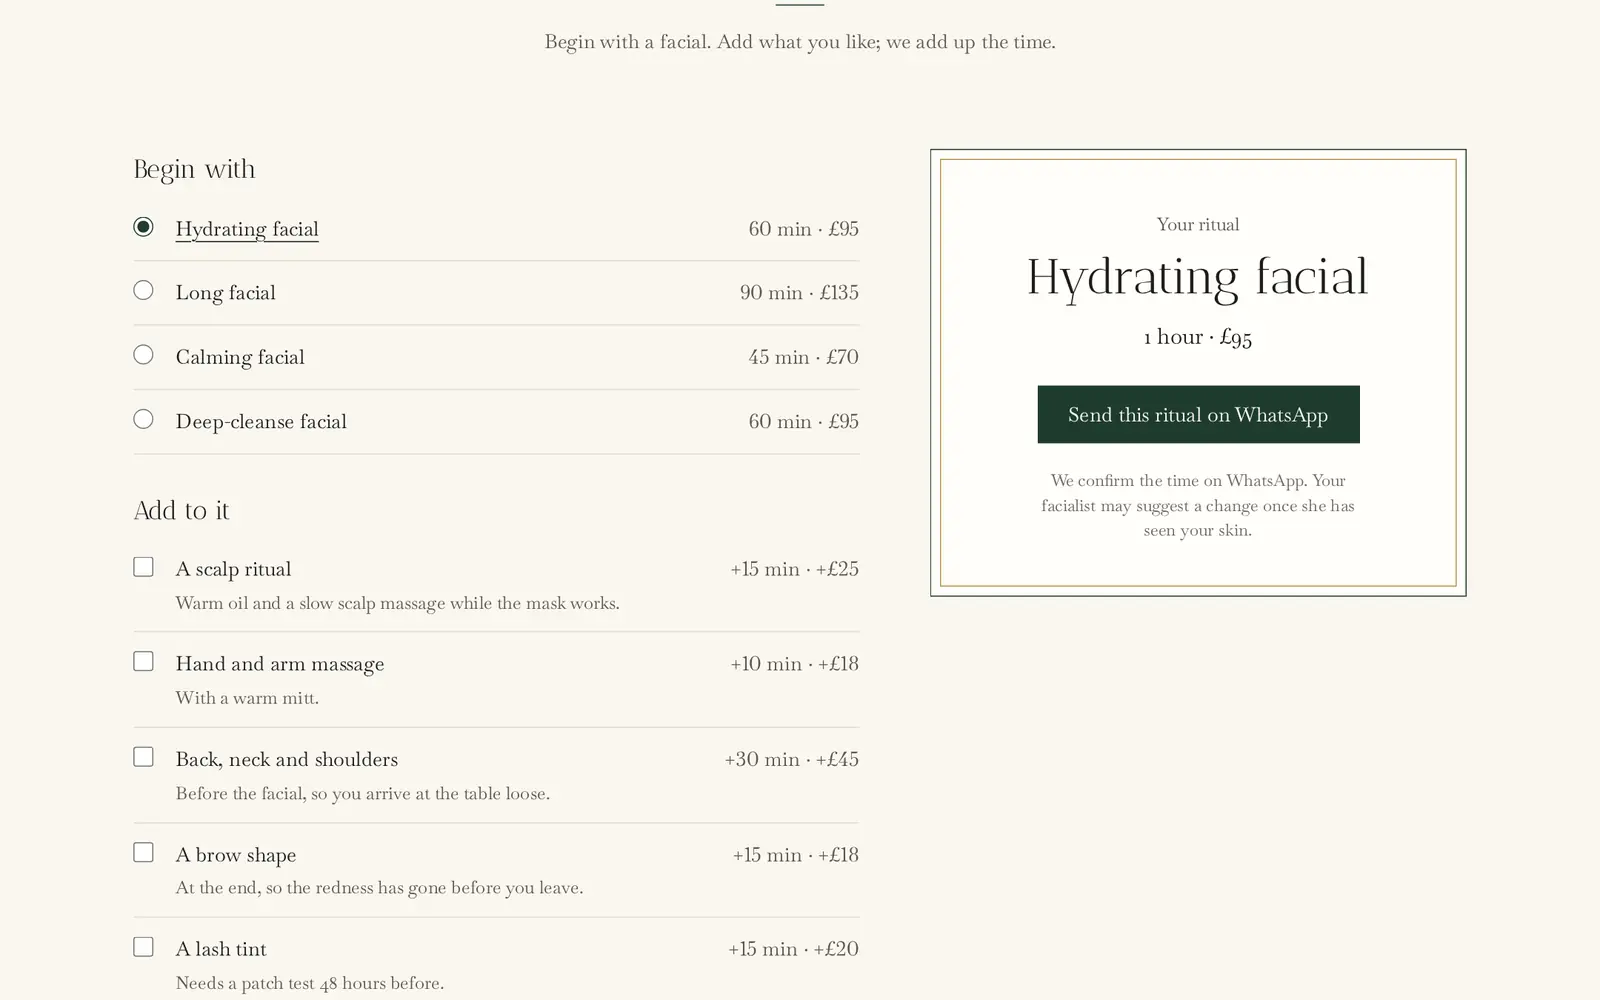 Begin with a facial. Add what you like; we add up the time.
Begin with
Hydrating facial 60 min · £95
Long facial 90 min · £135
Calming facial 45 min · £70
Deep-cleanse facial 60 min · £95
Add to it
A scalp ritual +15 min · +£25
Warm oil and a slow scalp massage while the mask works.
Hand and arm massage +10 min · +£18
With a warm mitt.
Back, neck and shoulders +30 min · +£45
Before the facial, so you arrive at the table loose.
A brow shape +15 min · +£18
At the end, so the redness has gone before you leave.
A lash tint +15 min · +£20
Needs a patch test 48 hours before.
Your ritual
Hydrating facial
1 hour · £95
Send this ritual on WhatsApp
We confirm the time on WhatsApp. Your
facialist may suggest a change once she has
seen your skin.